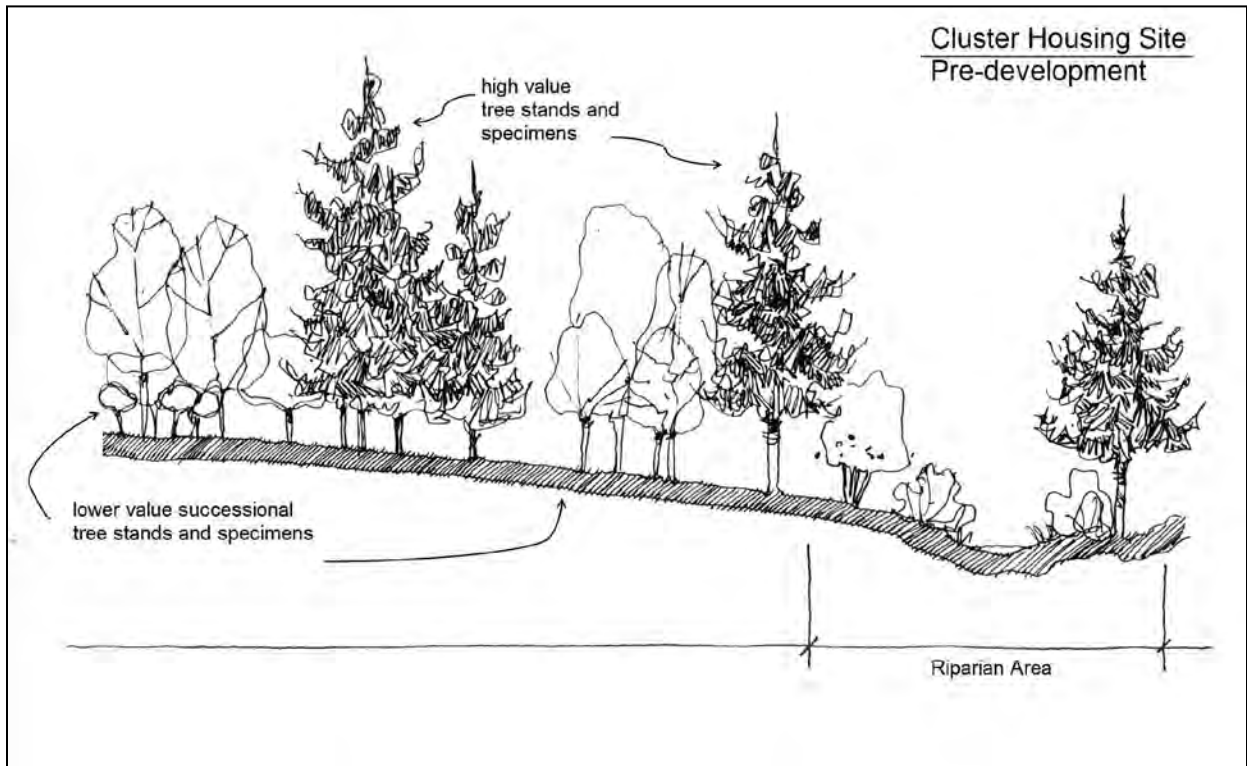 Cluster Housing Site
Pre-development
high value
tree stands and
specimens
lower value successional
tree stands and specimens
Riparian Area